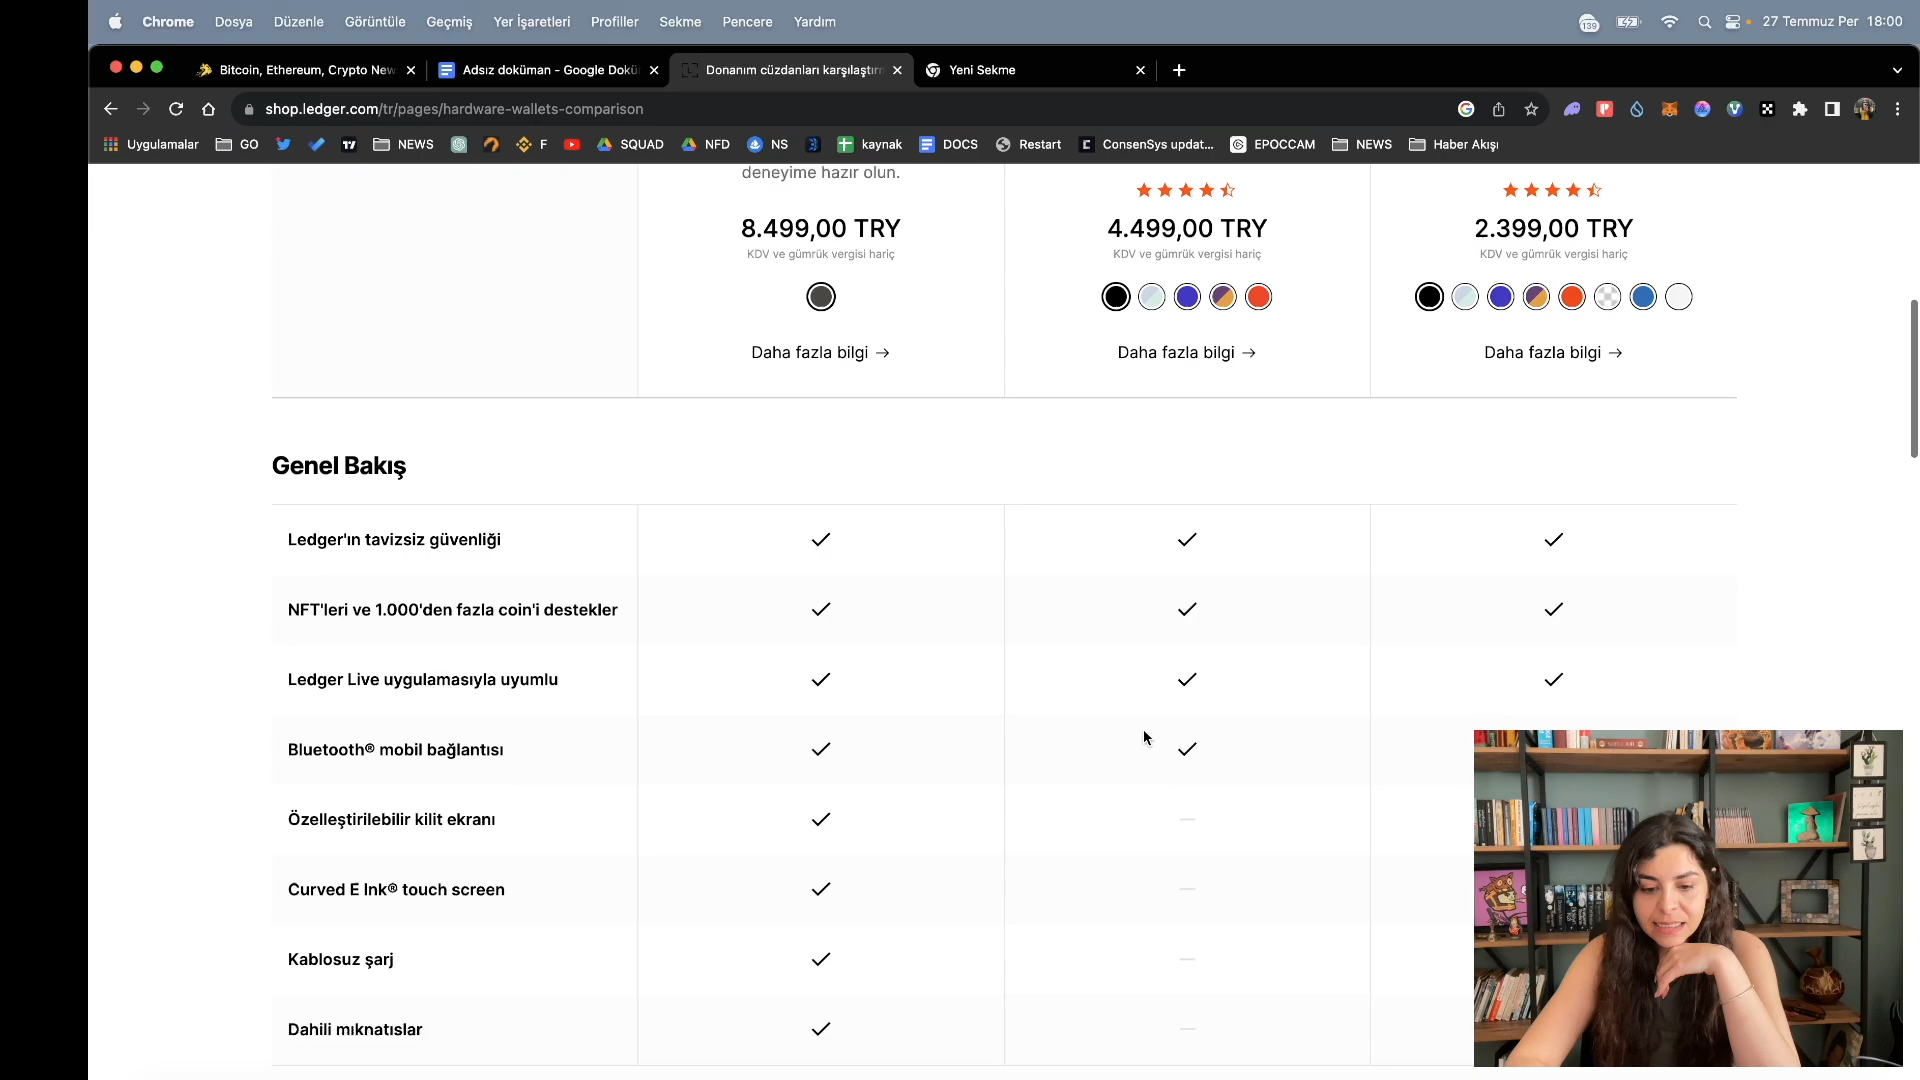 Chrome Dosya Düzenle Görüntüle Geçmiş Yer İşaretleri Profiller Sekme Pencere Yardım 139 27 Temmuz Per 18:00
Bitcoin, Ethereum, Crypto New Adsız doküman - Google Dokü Donanım cüzdanları karşılaştırm Yeni Sekme
shop.ledger.com/tr/pages/hardware-wallets-comparison
Uygulamalar GO NEWS F SQUAD NFD NS kaynak DOCS Restart ConsenSys updat... EPOCCAM NEWS Haber Akışı
deneyime hazır olun.
8.499,00 TRY 4.499,00 TRY 2.399,00 TRY
KDV ve gümrük vergisi hariç KDV ve gümrük vergisi hariç KDV ve gümrük vergisi hariç
Daha fazla bilgi → Daha fazla bilgi → Daha fazla bilgi →
Genel Bakış
Ledger'ın tavizsiz güvenliği
NFT'leri ve 1.000'den fazla coin'i destekler
Ledger Live uygulamasıyla uyumlu
Bluetooth® mobil bağlantısı
Özelleştirilebilir kilit ekranı
Curved E Ink® touch screen
Kablosuz şarj
Dahili mıknatıslar